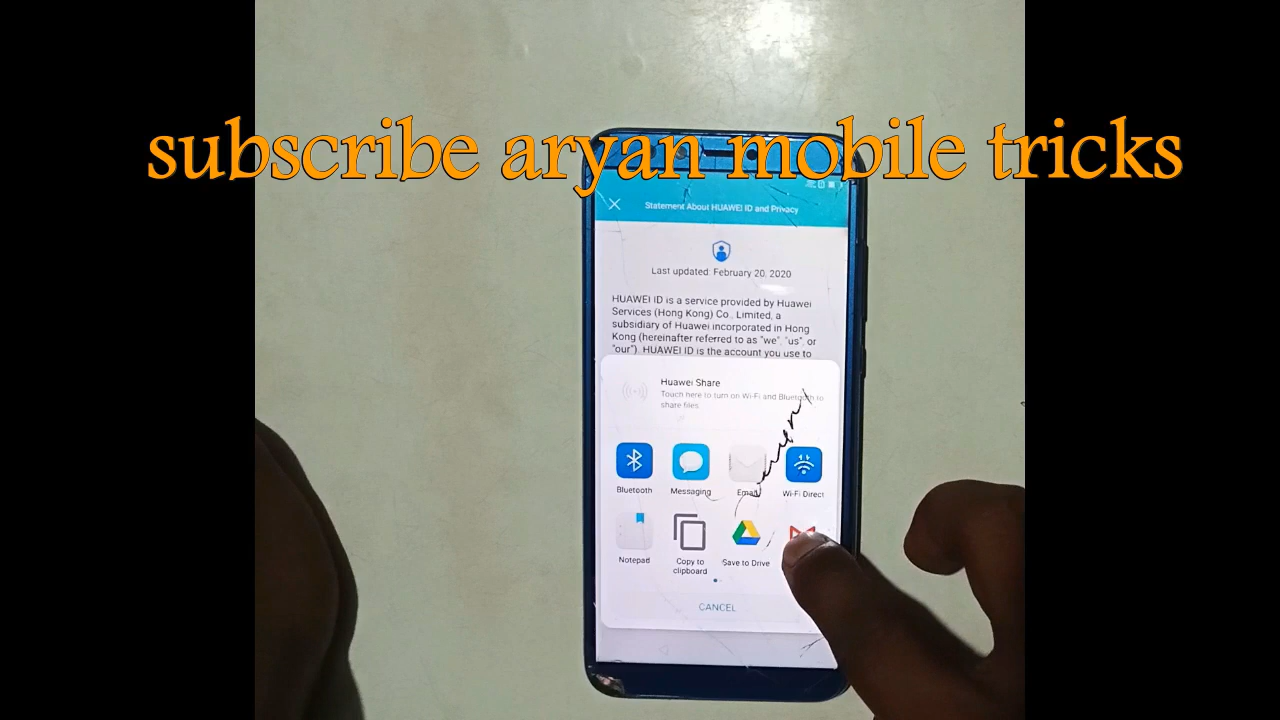 subscribe aryan mobile tricks
Statement About HUAWEI ID and Privacy
Last updated: February 20, 2020
HUAWEI ID is a service provided by Huawei
Services (Hong Kong) Co., Limited, a
subsidiary of Huawei incorporated in Hong
Kong (hereinafter referred to as "we", "us", or
"our"). HUAWEI ID is the account you use to
Huawei Share
Touch here to turn on Wi-Fi and Bluetooth to
share files.
Bluetooth Messaging Email Wi-Fi Direct
Notepad Copy to clipboard Save to Drive
CANCEL